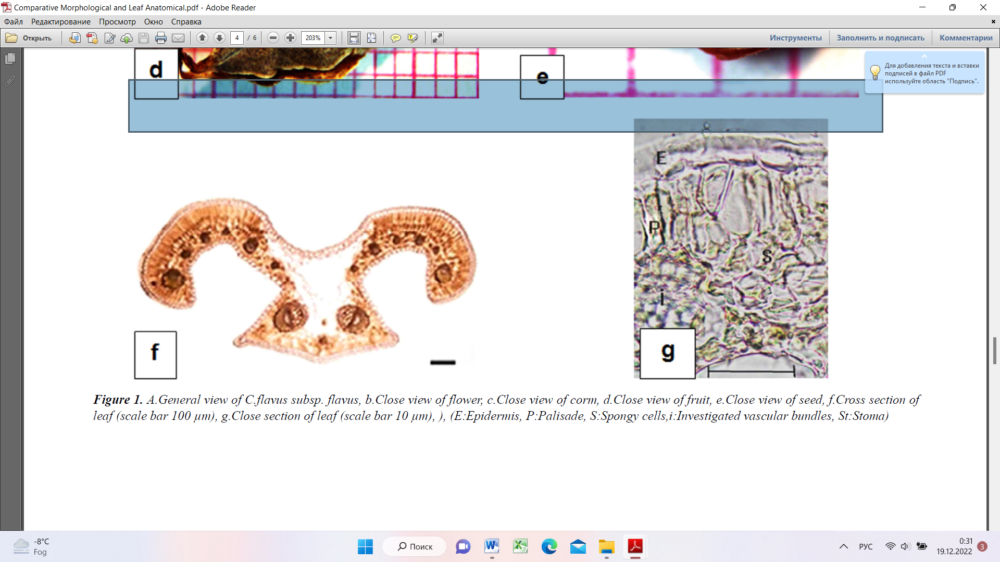 Comparative Morphological and Leaf Anatomical.pdf - Adobe Reader
Файл Редактирование Просмотр Окно Справка
Открыть 4 / 6 203% Инструменты Заполнить и подписать Комментарии
Для добавления текста и вставки
подписей в файл PDF
используйте область "Подпись".
d
e
E
P
S
i
f
g
Figure 1. A.General view of C.flavus subsp. flavus, b.Close view of flower, c.Close view of corm, d.Close view of fruit, e.Close view of seed, f.Cross section of
leaf (scale bar 100 µm), g.Close section of leaf (scale bar 10 µm), ), (E:Epidermis, P:Palisade, S:Spongy cells,i:Investigated vascular bundles, St:Stoma)
-8°C
Fog
Поиск
РУС
0:31
19.12.2022
3